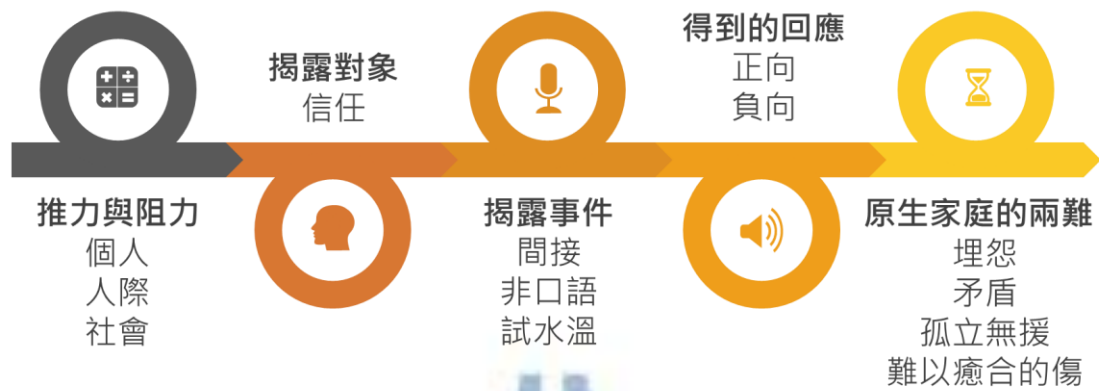 推力與阻力
個人
人際
社會
揭露對象
信任
揭露事件
間接
非口語
試水溫
得到的回應
正向
負向
原生家庭的兩難
埋怨
矛盾
孤立無援
難以癒合的傷